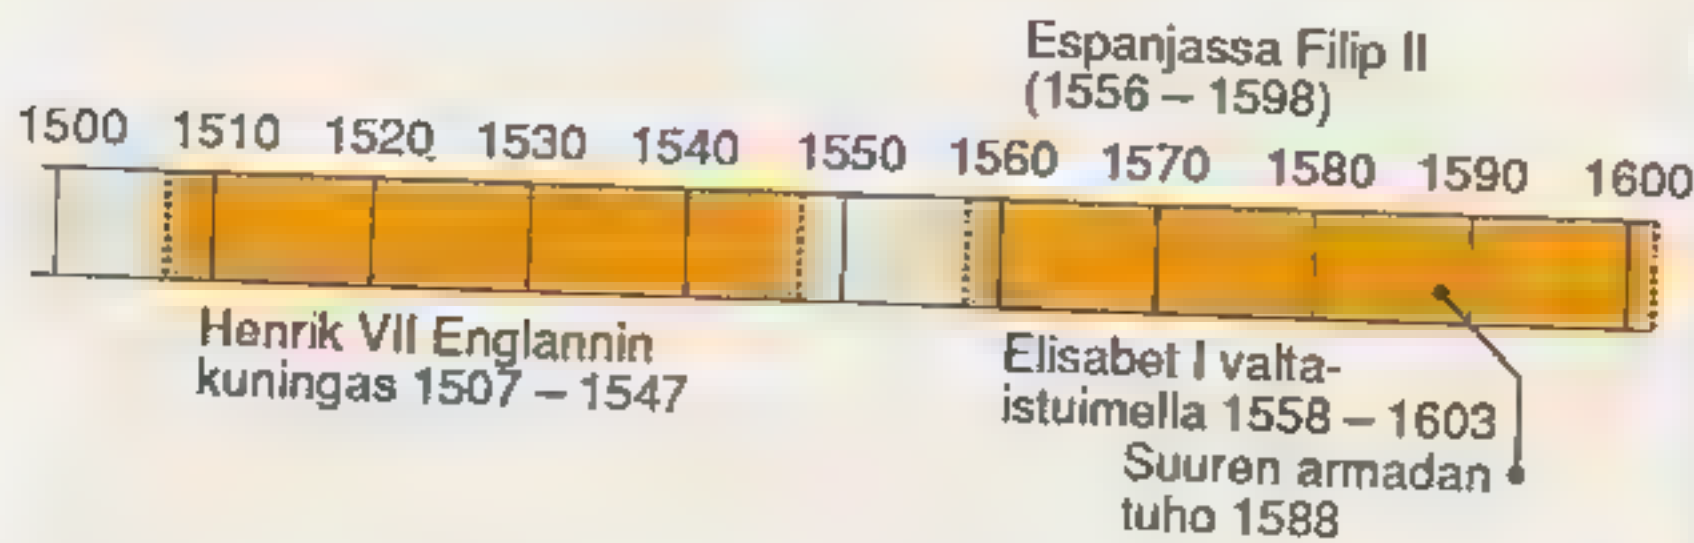 Espanjassa Filip II
(1556 – 1598)
1500 1510 1520 1530 1540 1550 1560 1570 1580 1590 1600
Henrik VII Englannin
kuningas 1507 – 1547
Elisabet I valta-
istuimella 1558 – 1603
Suuren armadan
tuho 1588